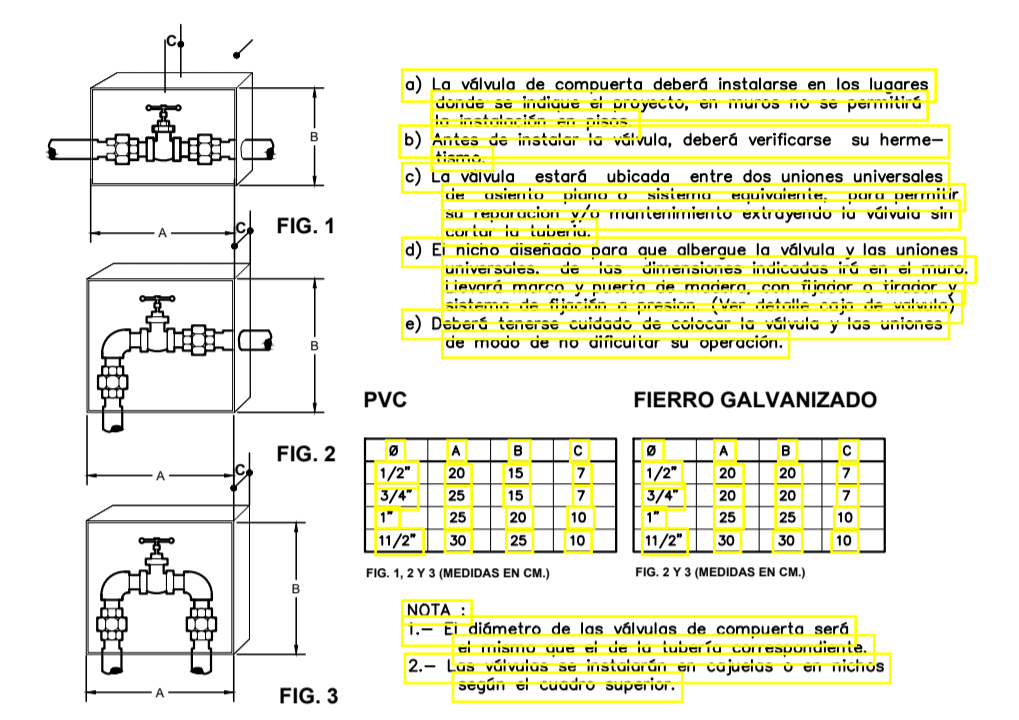 C
B
A
FIG. 1
C
B
A
FIG. 2
C
B
A
FIG. 3
a) La válvula de compuerta deberá instalarse en los lugares
donde se indique el proyecto, en muros no se permitirá
la instalación en pisos.
b) Antes de instalar la válvula, deberá verificarse su herme-
tismo.
c) La válvula estará ubicada entre dos uniones universales
de asiento plano o sistema equivalente, para permitir
su reparacion y/o mantenimiento extrayendo la válvula sin
cortar la tuberia.
d) El nicho diseñado para que albergue la válvula y las uniones
universales, de las dimensiones indicadas irá en el muro.
Llevará marco y puerta de madera, con fijador o tirador y
sistema de fijación a presion (Ver detalle caja de valvula)
e) Deberá tenerse cuidado de colocar la válvula y las uniones
de modo de no dificultar su operación.
PVC
Ø A B C
1/2" 20 15 7
3/4" 25 15 7
1" 25 20 10
11/2" 30 25 10
FIG. 1, 2 Y 3 (MEDIDAS EN CM.)
FIERRO GALVANIZADO
Ø A B C
1/2" 20 20 7
3/4" 20 20 7
1" 25 25 10
11/2" 30 30 10
FIG. 2 Y 3 (MEDIDAS EN CM.)
NOTA :
1.- El diámetro de las válvulas de compuerta será
el mismo que el de la tubería correspondiente.
2.- Las válvulas se instalarán en cajuelas o en nichos
según el cuadro superior.